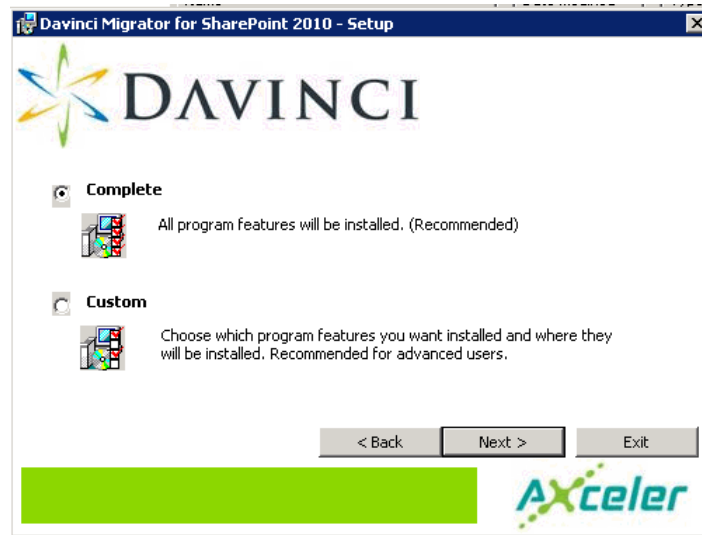 Davinci Migrator for SharePoint 2010 - Setup
DAVINCI
Complete
All program features will be installed. (Recommended)
Custom
Choose which program features you want installed and where they
will be installed. Recommended for advanced users.
< Back Next > Exit
Axceler